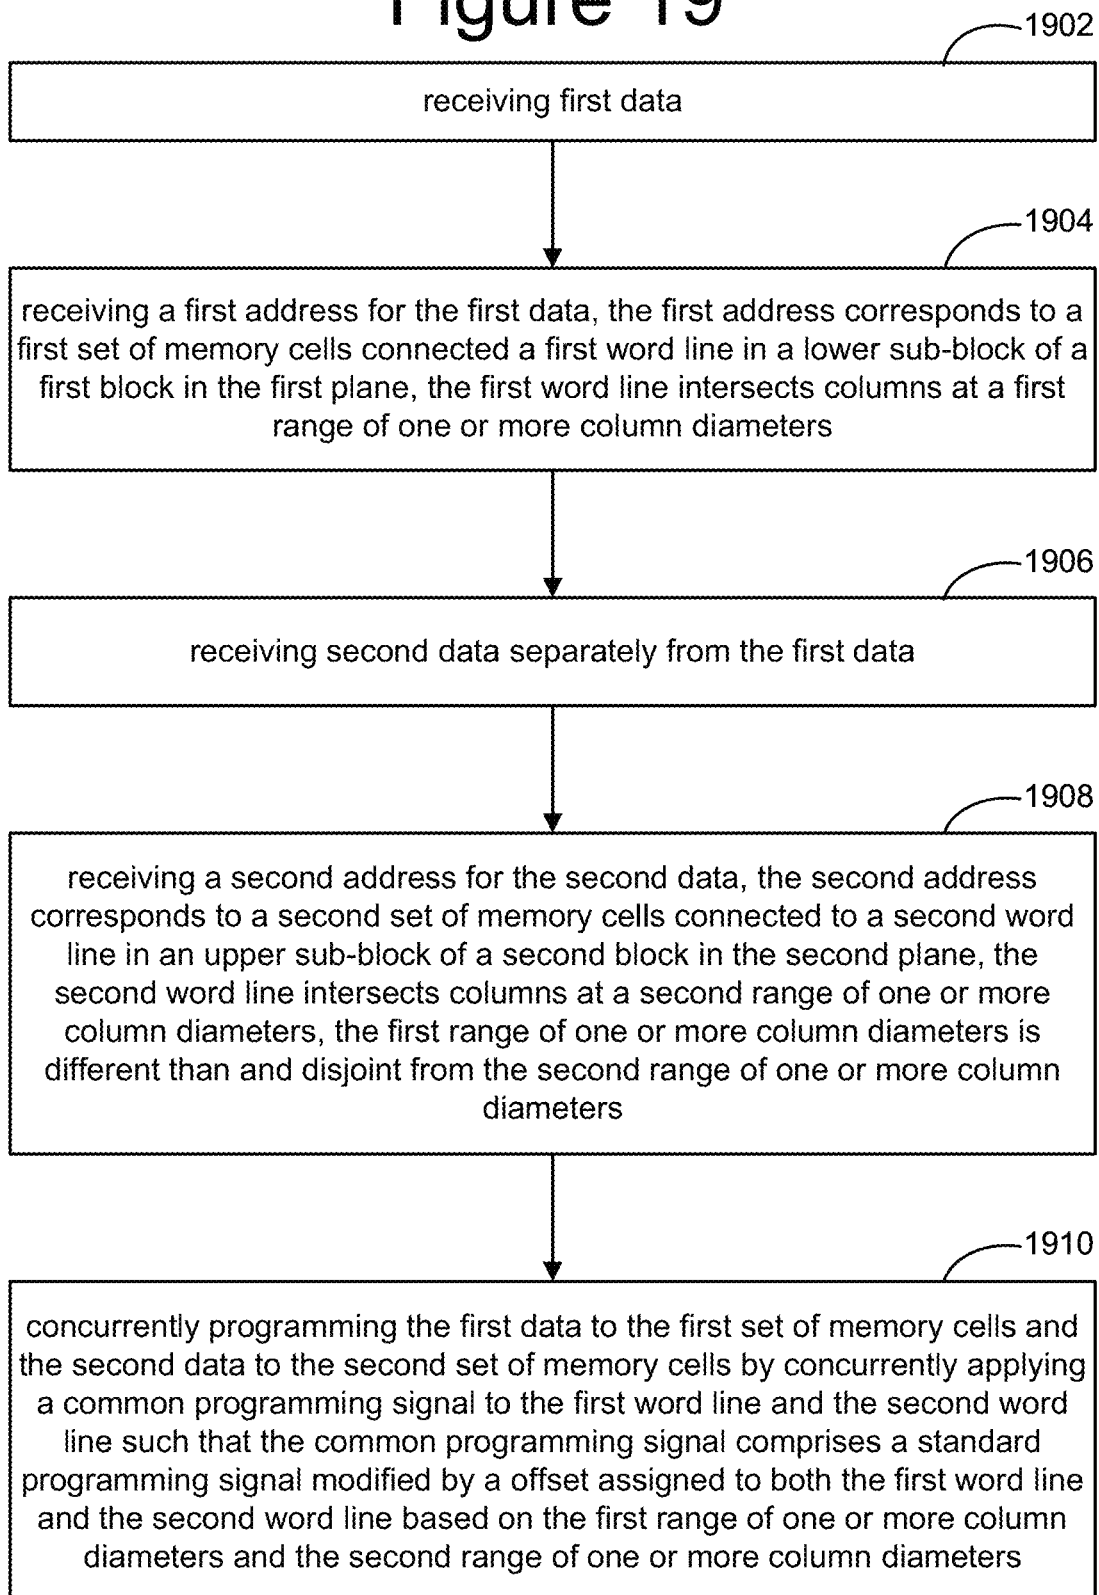 Figure 19
1902
receiving first data
1904
receiving a first address for the first data, the first address corresponds to a
first set of memory cells connected a first word line in a lower sub-block of a
first block in the first plane, the first word line intersects columns at a first
range of one or more column diameters
1906
receiving second data separately from the first data
1908
receiving a second address for the second data, the second address
corresponds to a second set of memory cells connected to a second word
line in an upper sub-block of a second block in the second plane, the
second word line intersects columns at a second range of one or more
column diameters, the first range of one or more column diameters is
different than and disjoint from the second range of one or more column
diameters
1910
concurrently programming the first data to the first set of memory cells and
the second data to the second set of memory cells by concurrently applying
a common programming signal to the first word line and the second word
line such that the common programming signal comprises a standard
programming signal modified by a offset assigned to both the first word line
and the second word line based on the first range of one or more column
diameters and the second range of one or more column diameters